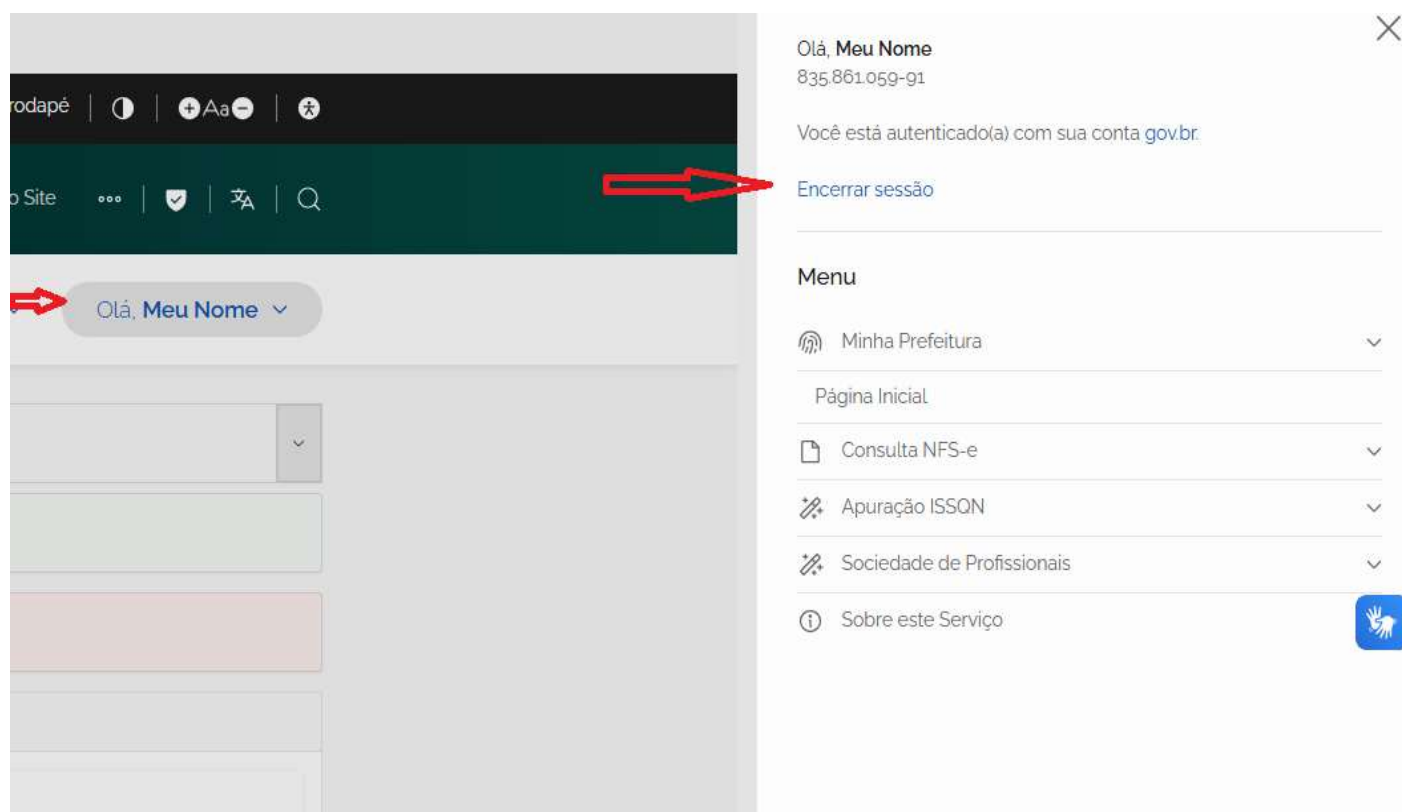 rodapé
Aa
o Site
Olá, Meu Nome
Olá, Meu Nome
835.861.059-91
Você está autenticado(a) com sua conta gov.br.
Encerrar sessão
Menu
Minha Prefeitura
Página Inicial
Consulta NFS-e
Apuração ISSQN
Sociedade de Profissionais
Sobre este Serviço